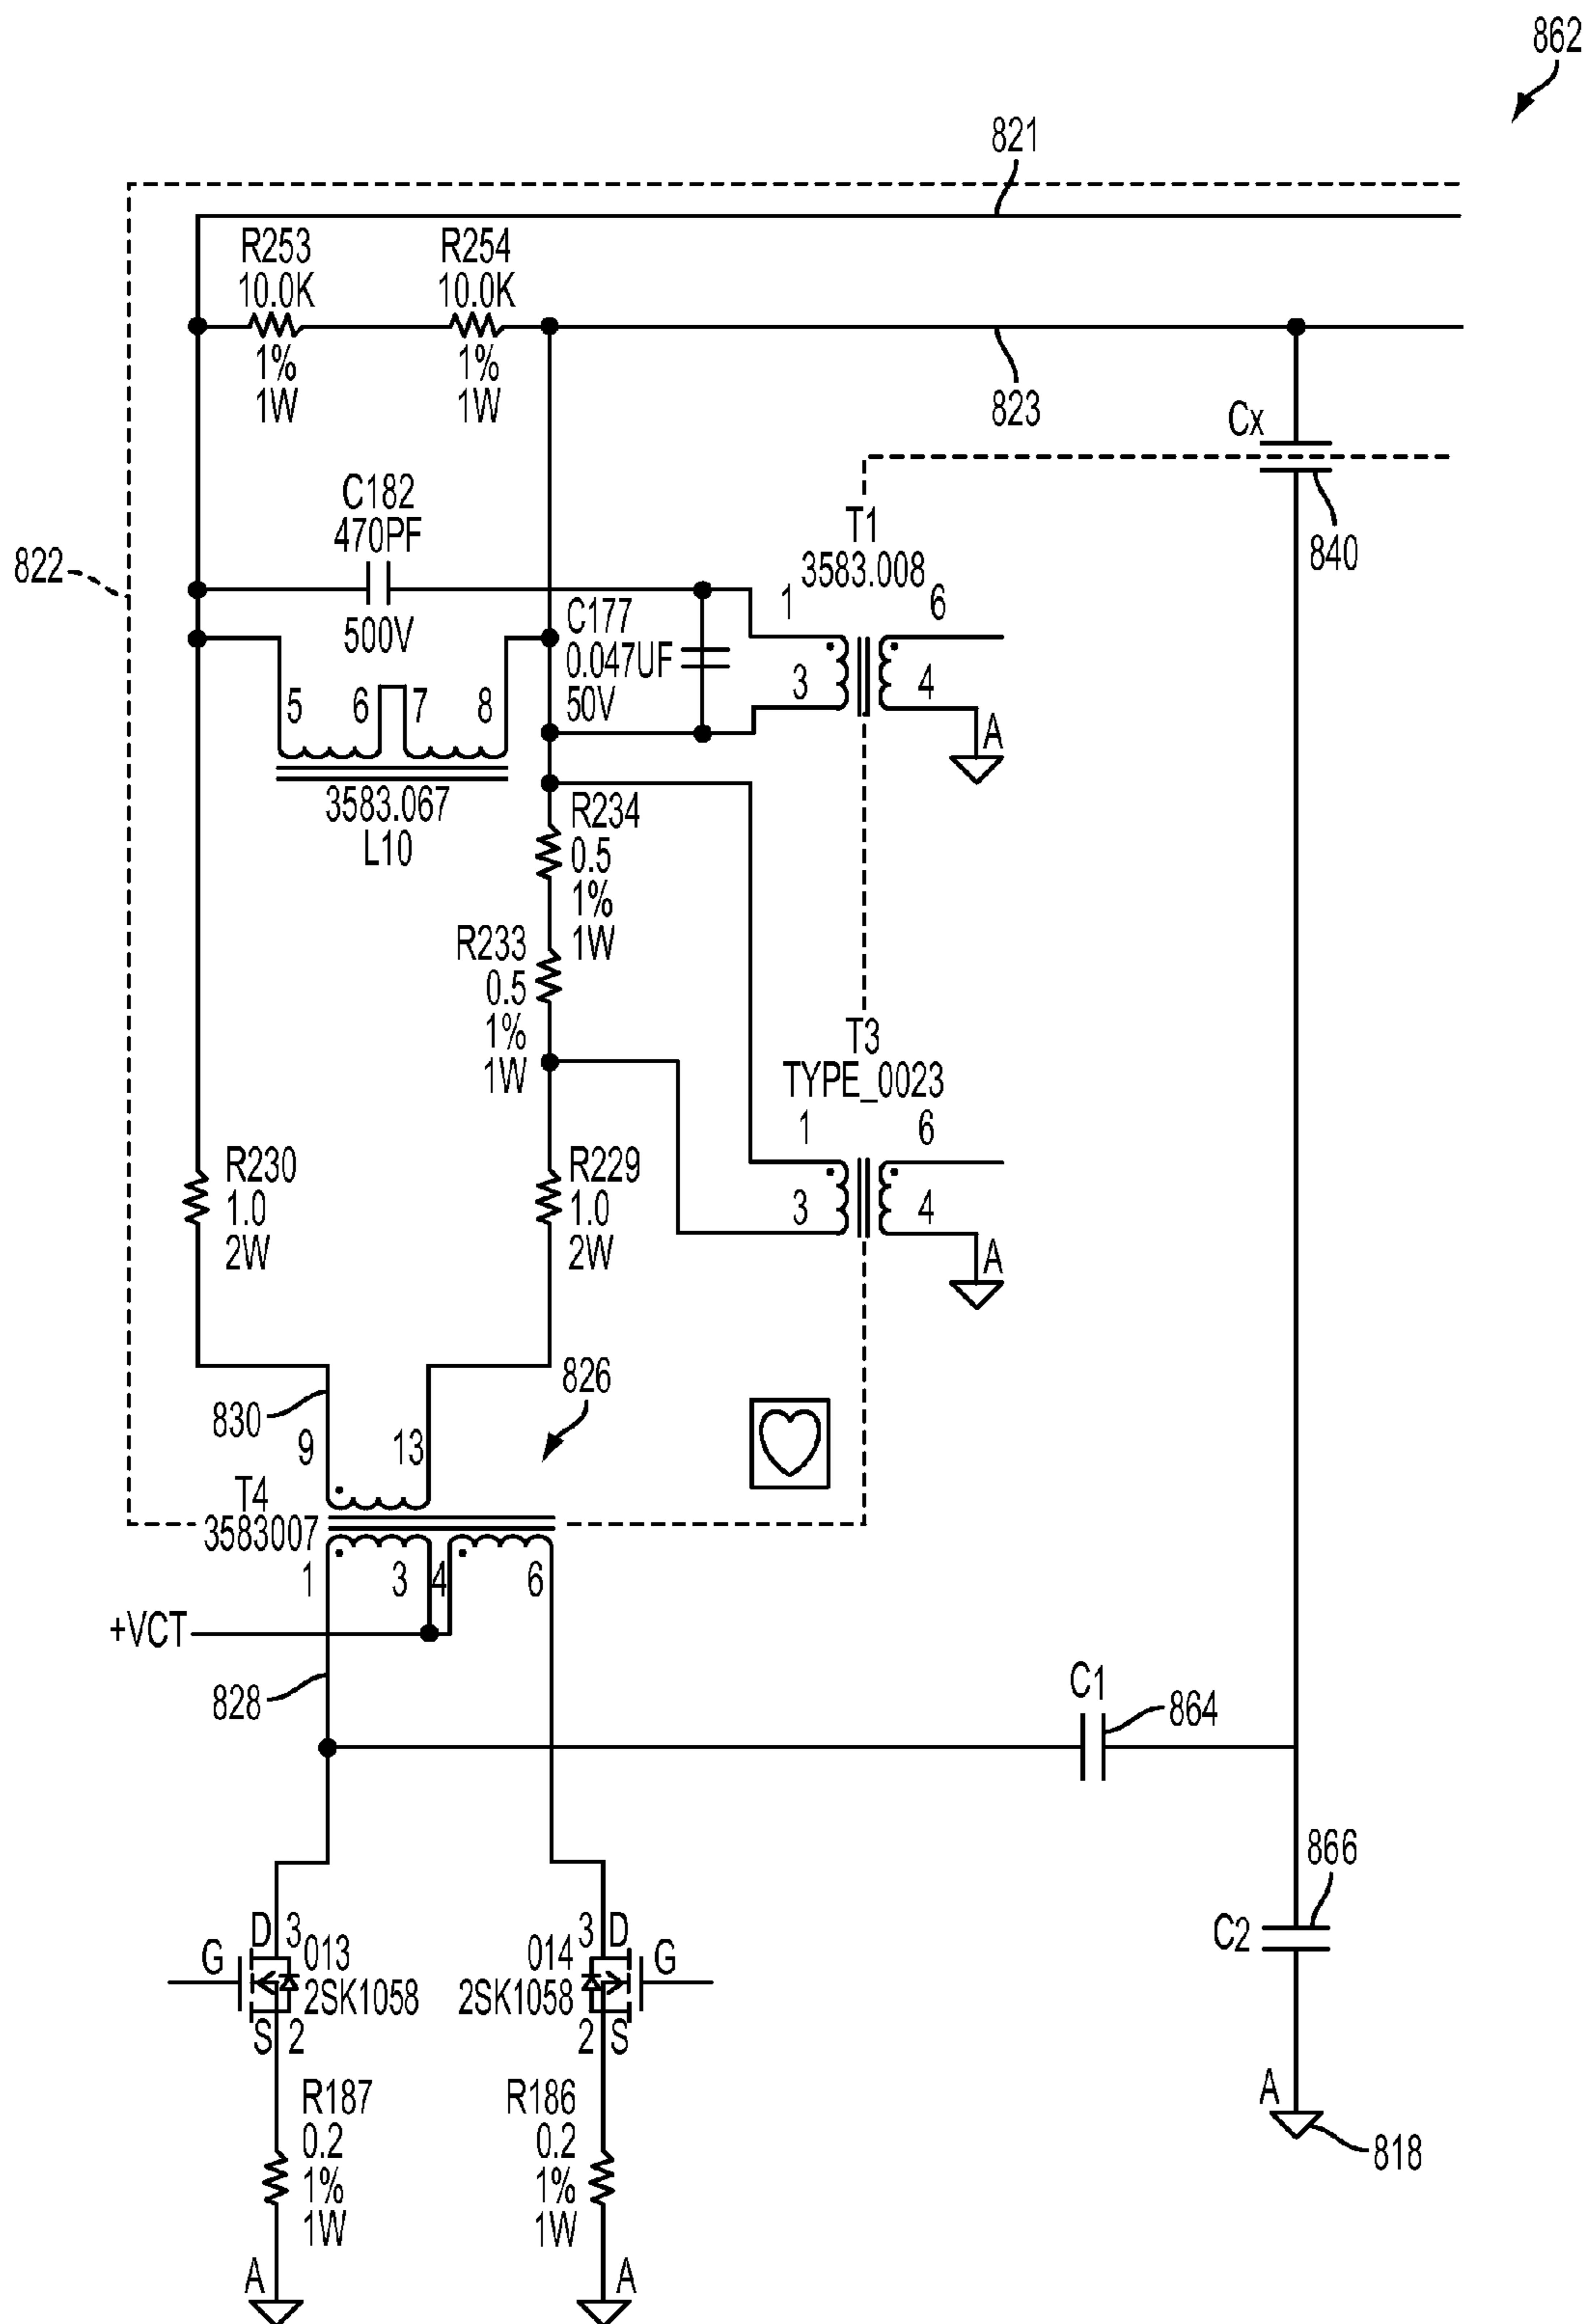 862
821
R253
10.0K
1%
1W
R254
10.0K
1%
1W
823
Cx
840
822
C182
470PF
500V
T1
3583.008
1
6
3
4
C177
0.047UF
50V
A
5
6
7
8
3583.067
L10
R234
0.5
1%
1W
R233
0.5
1%
1W
T3
TYPE_0023
1
6
3
4
A
R230
1.0
2W
R229
1.0
2W
826
830
9
13
T4
3583007
1
3
4
6
+VCT
828
C1
864
866
C2
G
D
3
013
2SK1058
S
2
014
2SK1058
3
D
G
2
S
R187
0.2
1%
1W
R186
0.2
1%
1W
A
818
A
A